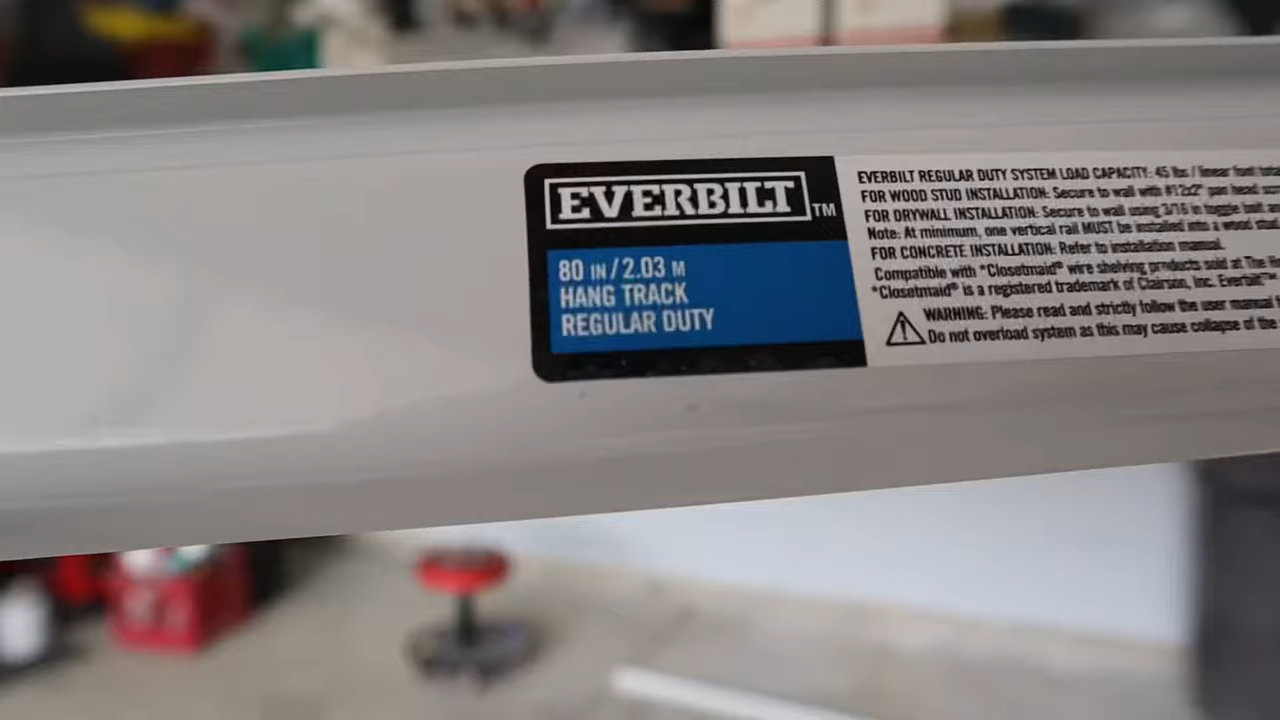 EVERBILT TM
80 IN / 2.03 M
HANG TRACK
REGULAR DUTY
EVERBILT REGULAR DUTY SYSTEM LOAD CAPACITY: 45 lbs / linear foot
FOR WOOD STUD INSTALLATION: Secure to wall with #12x2" pan head
FOR DRYWALL INSTALLATION: Secure to wall using 3/16 in toggle bolt
Note: At minimum, one vertical rail MUST be installed into a wood stud
FOR CONCRETE INSTALLATION: Refer to installation manual.
Compatible with *Closetmaid® wire shelving products sold at The
*Closetmaid® is a registered trademark of Clairson, Inc. Everbilt™
WARNING: Please read and strictly follow the user manual
Do not overload system as this may cause collapse of the